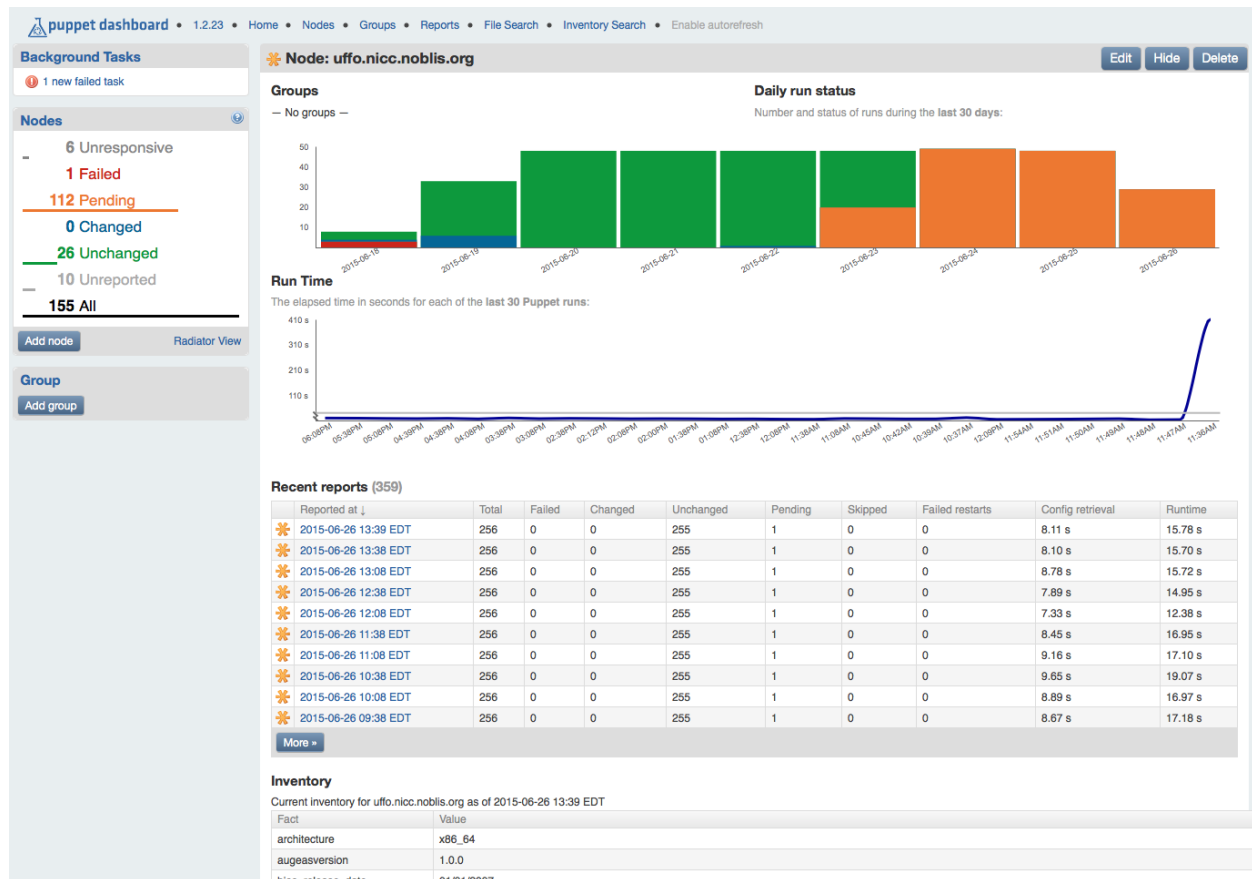 puppet dashboard • 1.2.23 • Home • Nodes • Groups • Reports • File Search • Inventory Search • Enable autorefresh
Background Tasks
1 new failed task
Nodes
6 Unresponsive
1 Failed
112 Pending
0 Changed
26 Unchanged
10 Unreported
155 All
Add node Radiator View
Group
Add group
Node: uffo.nicc.noblis.org Edit Hide Delete
Groups
— No groups —
Daily run status
Number and status of runs during the last 30 days:
50
40
30
20
10
2015-06-18 2015-06-19 2015-06-20 2015-06-21 2015-06-22 2015-06-23 2015-06-24 2015-06-25 2015-06-26
Run Time
The elapsed time in seconds for each of the last 30 Puppet runs:
410 s
310 s
210 s
110 s
06:08PM 05:38PM 05:08PM 04:39PM 04:38PM 04:08PM 03:38PM 03:08PM 02:38PM 02:12PM 02:08PM 02:00PM 01:38PM 01:08PM 12:38PM 12:08PM 11:38AM 11:08AM 10:45AM 10:42AM 10:39AM 10:37AM 12:09PM 11:54AM 11:51AM 11:50AM 11:49AM 11:48AM 11:47AM 11:36AM
Recent reports (359)
Reported at ↓ Total Failed Changed Unchanged Pending Skipped Failed restarts Config retrieval Runtime
2015-06-26 13:39 EDT 256 0 0 255 1 0 0 8.11 s 15.78 s
2015-06-26 13:38 EDT 256 0 0 255 1 0 0 8.10 s 15.70 s
2015-06-26 13:08 EDT 256 0 0 255 1 0 0 8.78 s 15.72 s
2015-06-26 12:38 EDT 256 0 0 255 1 0 0 7.89 s 14.95 s
2015-06-26 12:08 EDT 256 0 0 255 1 0 0 7.33 s 12.38 s
2015-06-26 11:38 EDT 256 0 0 255 1 0 0 8.45 s 16.95 s
2015-06-26 11:08 EDT 256 0 0 255 1 0 0 9.16 s 17.10 s
2015-06-26 10:38 EDT 256 0 0 255 1 0 0 9.65 s 19.07 s
2015-06-26 10:08 EDT 256 0 0 255 1 0 0 8.89 s 16.97 s
2015-06-26 09:38 EDT 256 0 0 255 1 0 0 8.67 s 17.18 s
More »
Inventory
Current inventory for uffo.nicc.noblis.org as of 2015-06-26 13:39 EDT
Fact Value
architecture x86_64
augeasversion 1.0.0